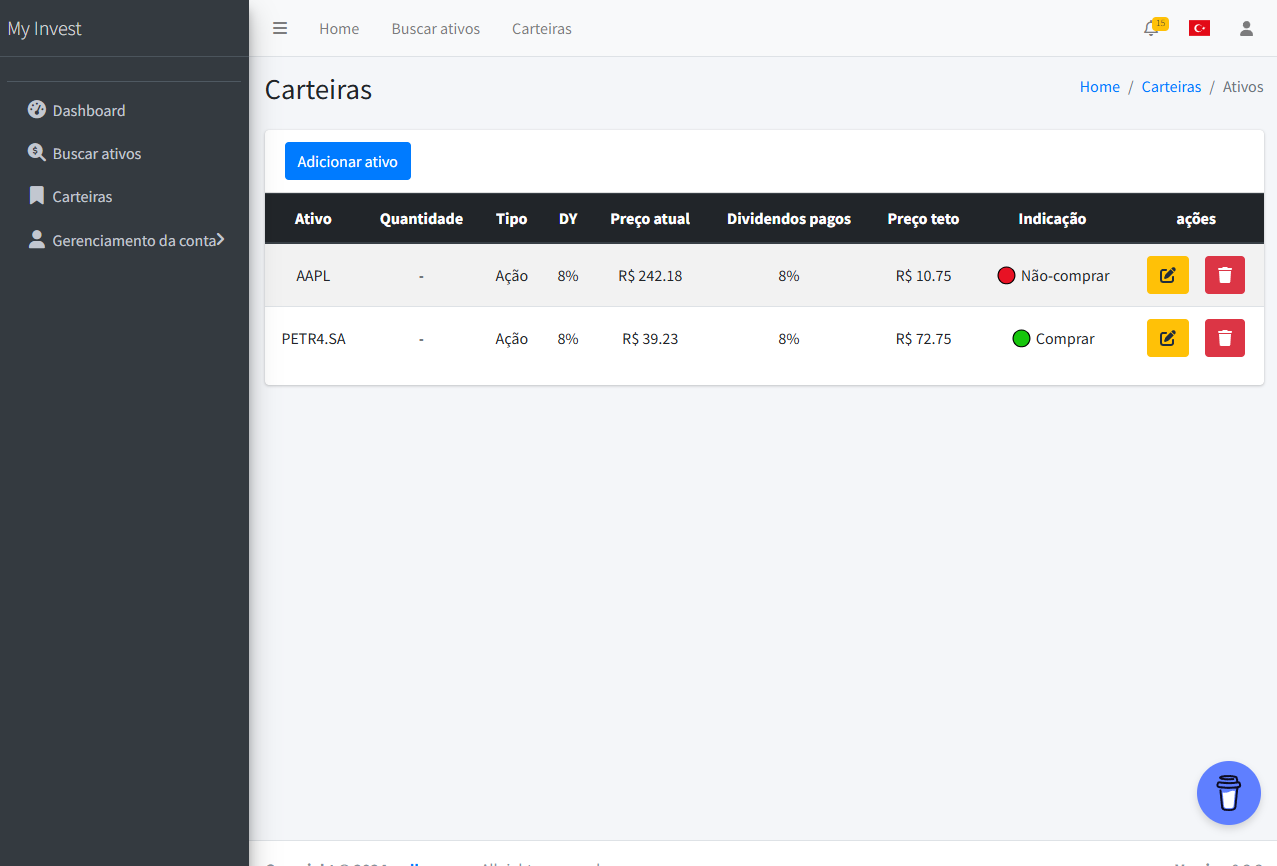 My Invest
Home Buscar ativos Carteiras
15
Dashboard
Buscar ativos
Carteiras
Gerenciamento da conta
Carteiras
Home / Carteiras / Ativos
Adicionar ativo
Ativo Quantidade Tipo DY Preço atual Dividendos pagos Preço teto Indicação ações
AAPL - Ação 8% R$ 242.18 8% R$ 10.75 Não-comprar
PETR4.SA - Ação 8% R$ 39.23 8% R$ 72.75 Comprar